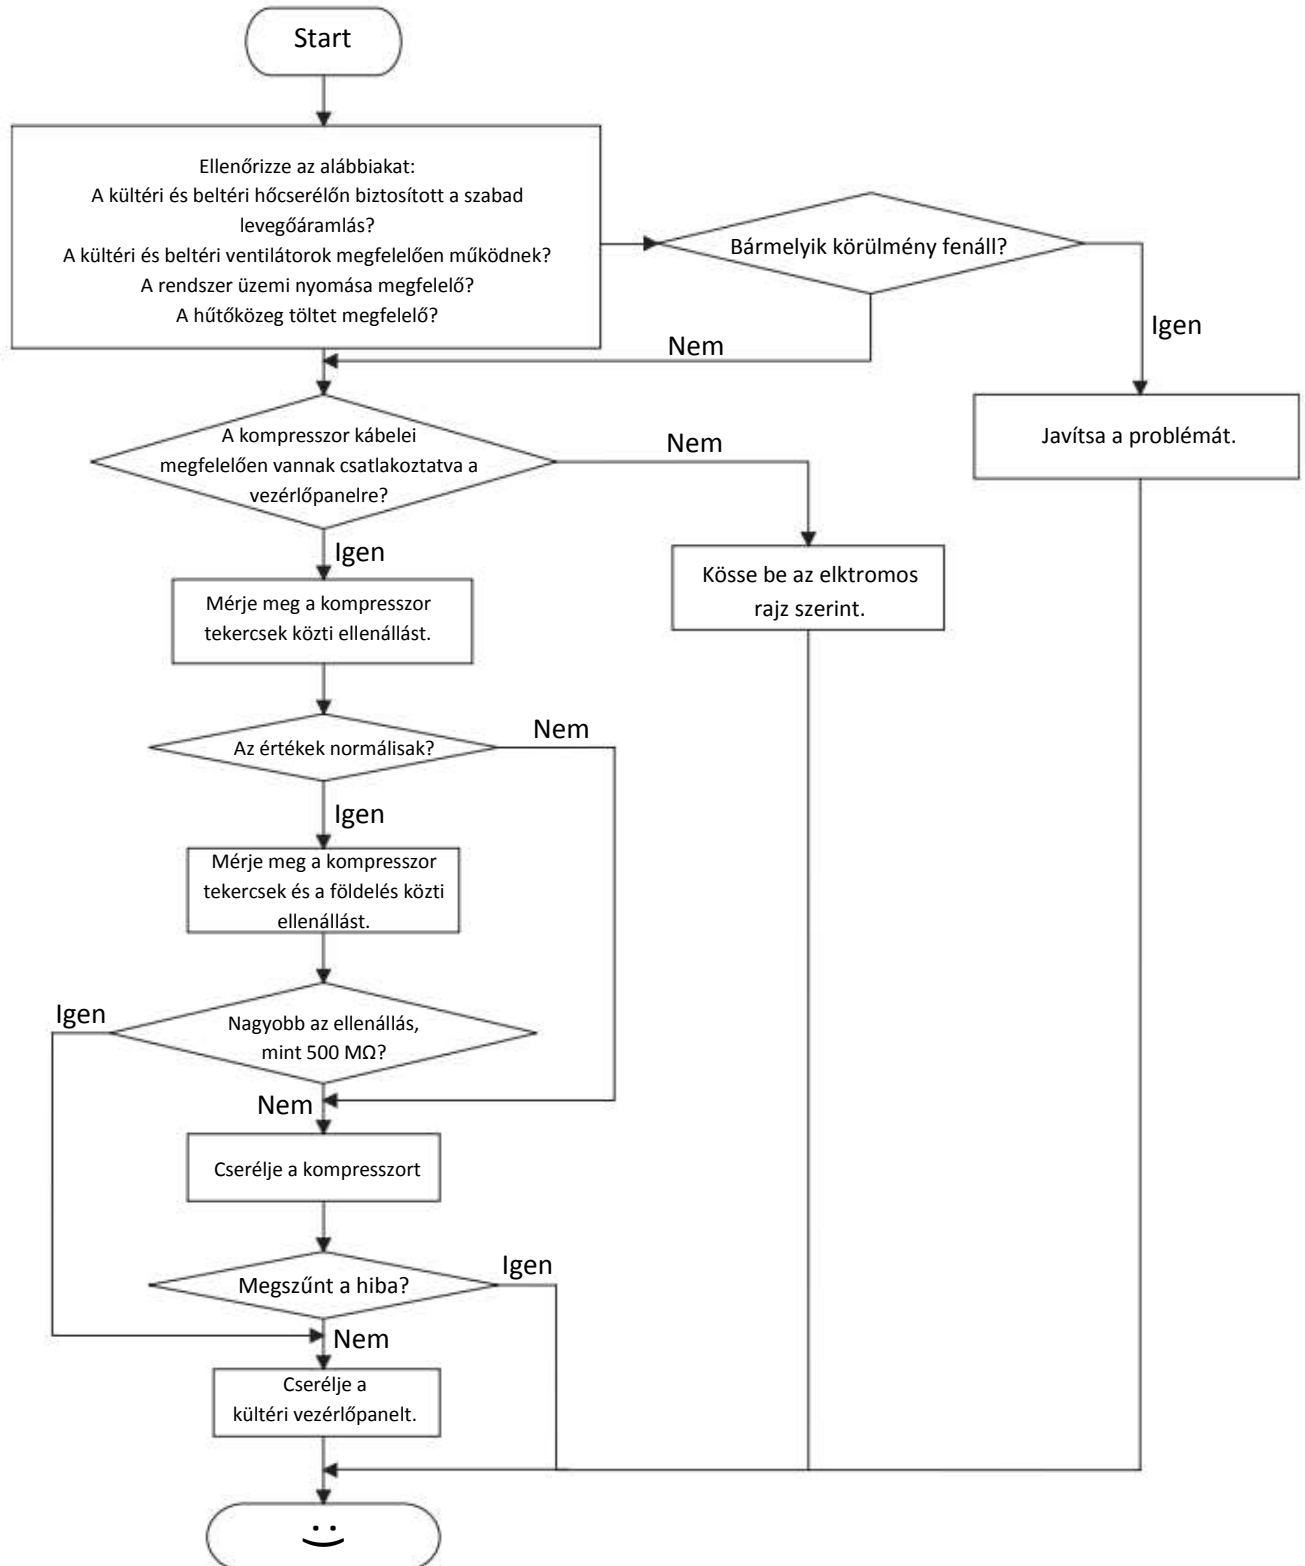 Start
Ellenőrizze az alábbiakat:
A kültéri és beltéri hőcserélőn biztosított a szabad
levegőáramlás?
A kültéri és beltéri ventilátorok megfelelően működnek?
A rendszer üzemi nyomása megfelelő?
A hűtőközeg töltet megfelelő?
Bármelyik körülmény fenáll?
Igen
Nem
Javítsa a problémát.
A kompresszor kábelei
megfelelően vannak csatlakoztatva a
vezérlőpanelre?
Nem
Igen
Kösse be az elktromos
rajz szerint.
Mérje meg a kompresszor
tekercsek közti ellenállást.
Az értékek normálisak?
Nem
Igen
Mérje meg a kompresszor
tekercsek és a földelés közti
ellenállást.
Igen
Nagyobb az ellenállás,
mint 500 MΩ?
Nem
Cserélje a kompresszort
Megszűnt a hiba?
Igen
Nem
Cserélje a
kültéri vezérlőpanelt.